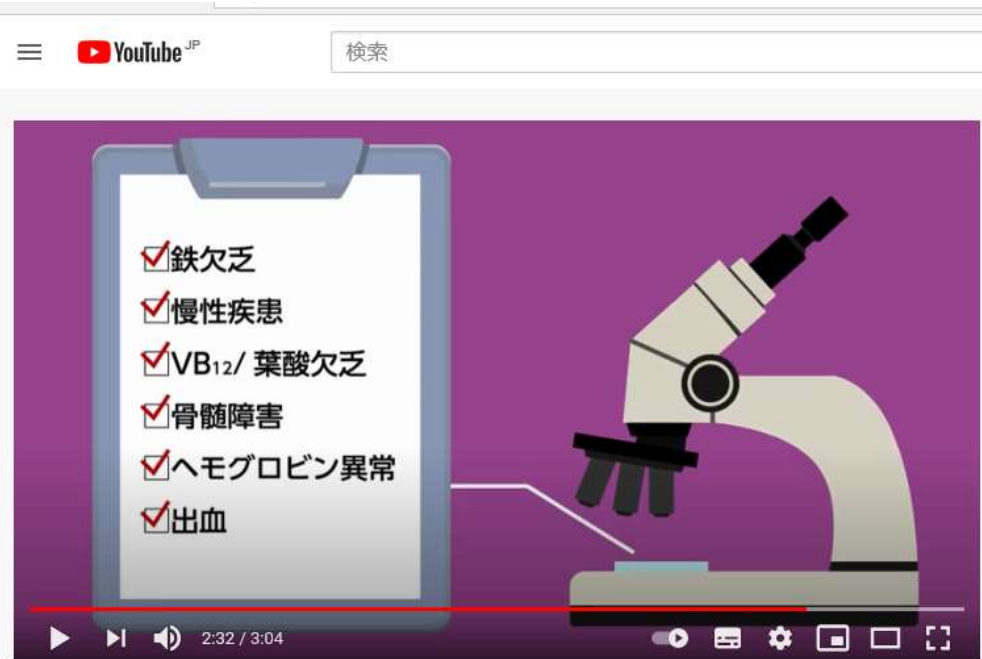 YouTube JP
検索
鉄欠乏
慢性疾患
VB₁₂/ 葉酸欠乏
骨髄障害
ヘモグロビン異常
出血
2:32 / 3:04